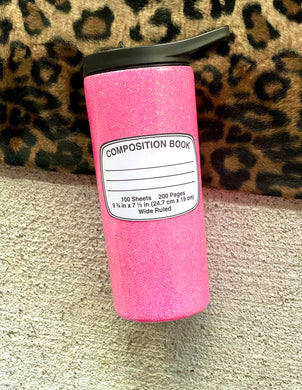 COMPOSITION BOOK
100 Sheets 200 Pages
9 ¾ in x 7 ½ in (24.7 cm x 19 cm)
Wide Ruled